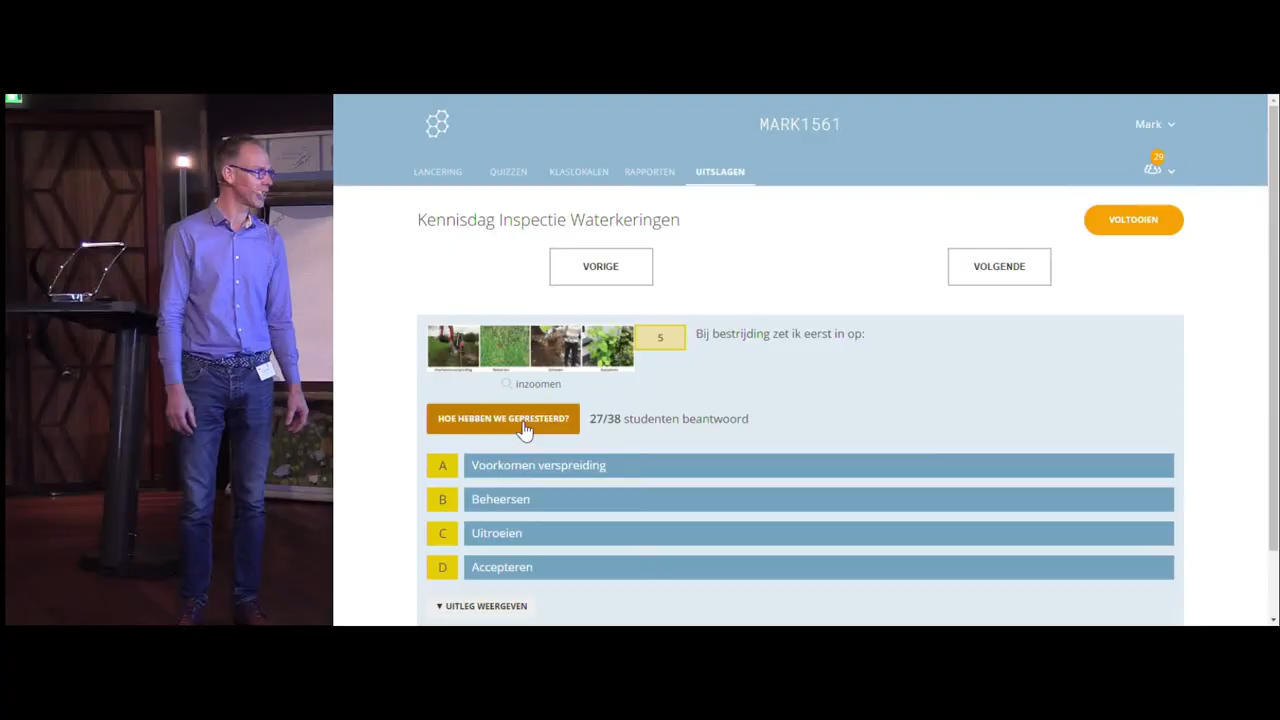 MARK1561
Mark
29
LANCERING
QUIZZEN
KLASLOKALEN
RAPPORTEN
UITSLAGEN
Kennisdag Inspectie Waterkeringen
VOLTOOIEN
VORIGE
VOLGENDE
5
Bij bestrijding zet ik eerst in op:
inzoomen
HOE HEBBEN WE GEPRESTEERD?
27/38 studenten beantwoord
A Voorkomen verspreiding
B Beheersen
C Uitroeien
D Accepteren
▼ UITLEG WEERGEVEN